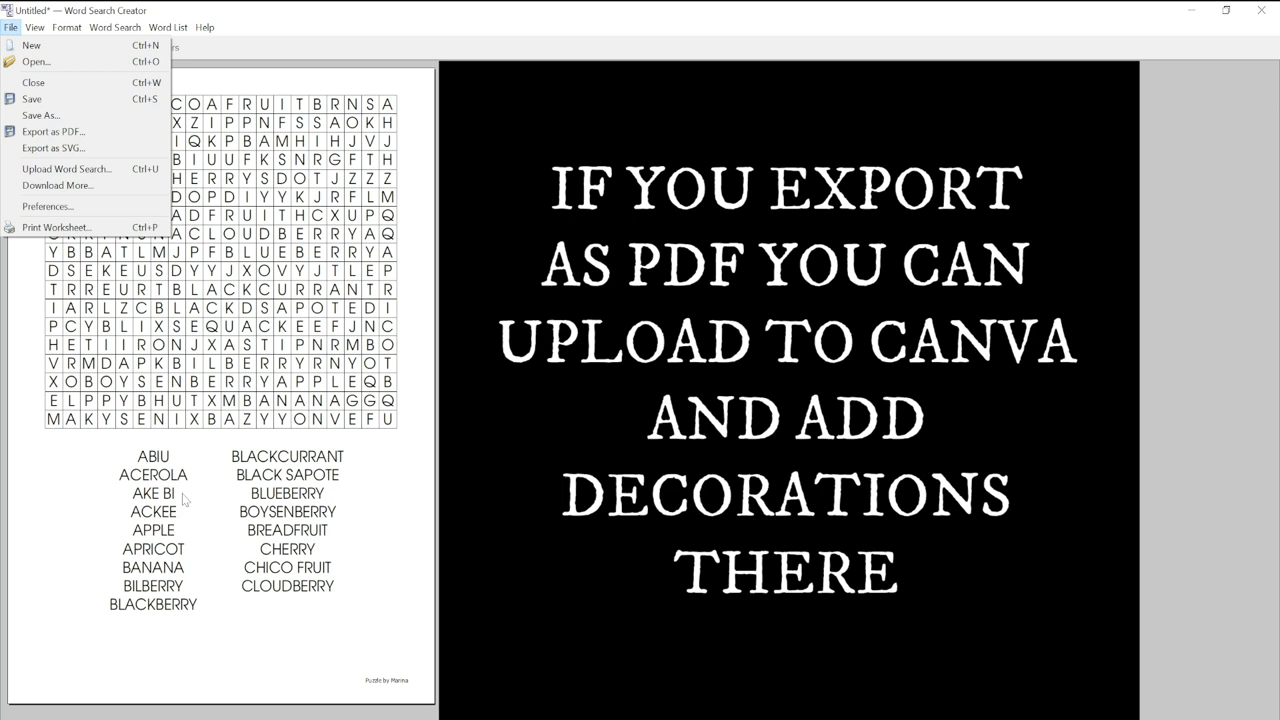 Untitled* — Word Search Creator
File View Format Word Search Word List Help
New Ctrl+N
Open... Ctrl+O
Close Ctrl+W
Save Ctrl+S
Save As...
Export as PDF...
Export as SVG...
Upload Word Search... Ctrl+U
Download More...
Preferences...
Print Worksheet... Ctrl+P
C O A F R U I T B R N S A
X Z I P P N F S S A O K H
I Q K P B A M H I H J V J
B I U U F K S N R G F T H
H E R R Y S D O T J Z Z Z
D O P D I Y Y K J R F L M
A D F R U I T H C X U P Q
A C L O U D B E R R Y A Q
Y B B A T L M J P F B L U E B E R R Y A
D S E K E U S D Y Y J X O V Y J T L E P
T R R E U R T B L A C K C U R R A N T R
I A R L Z C B L A C K D S A P O T E D I
P C Y B L I X S E Q U A C K E E F J N C
H E T I I R O N J X A S T I P N R M B O
V R M D A P K B I L B E R R Y R N Y O T
X O B O Y S E N B E R R Y A P P L E Q B
E L P P Y B H U T X M B A N A N A G G Q
M A K Y S E N I X B A Z Y Y O N V E F U
ABIU
ACEROLA
AKE BI
ACKEE
APPLE
APRICOT
BANANA
BILBERRY
BLACKBERRY
BLACKCURRANT
BLACK SAPOTE
BLUEBERRY
BOYSENBERRY
BREADFRUIT
CHERRY
CHICO FRUIT
CLOUDBERRY
Puzzle by Marina
IF YOU EXPORT
AS PDF YOU CAN
UPLOAD TO CANVA
AND ADD
DECORATIONS
THERE